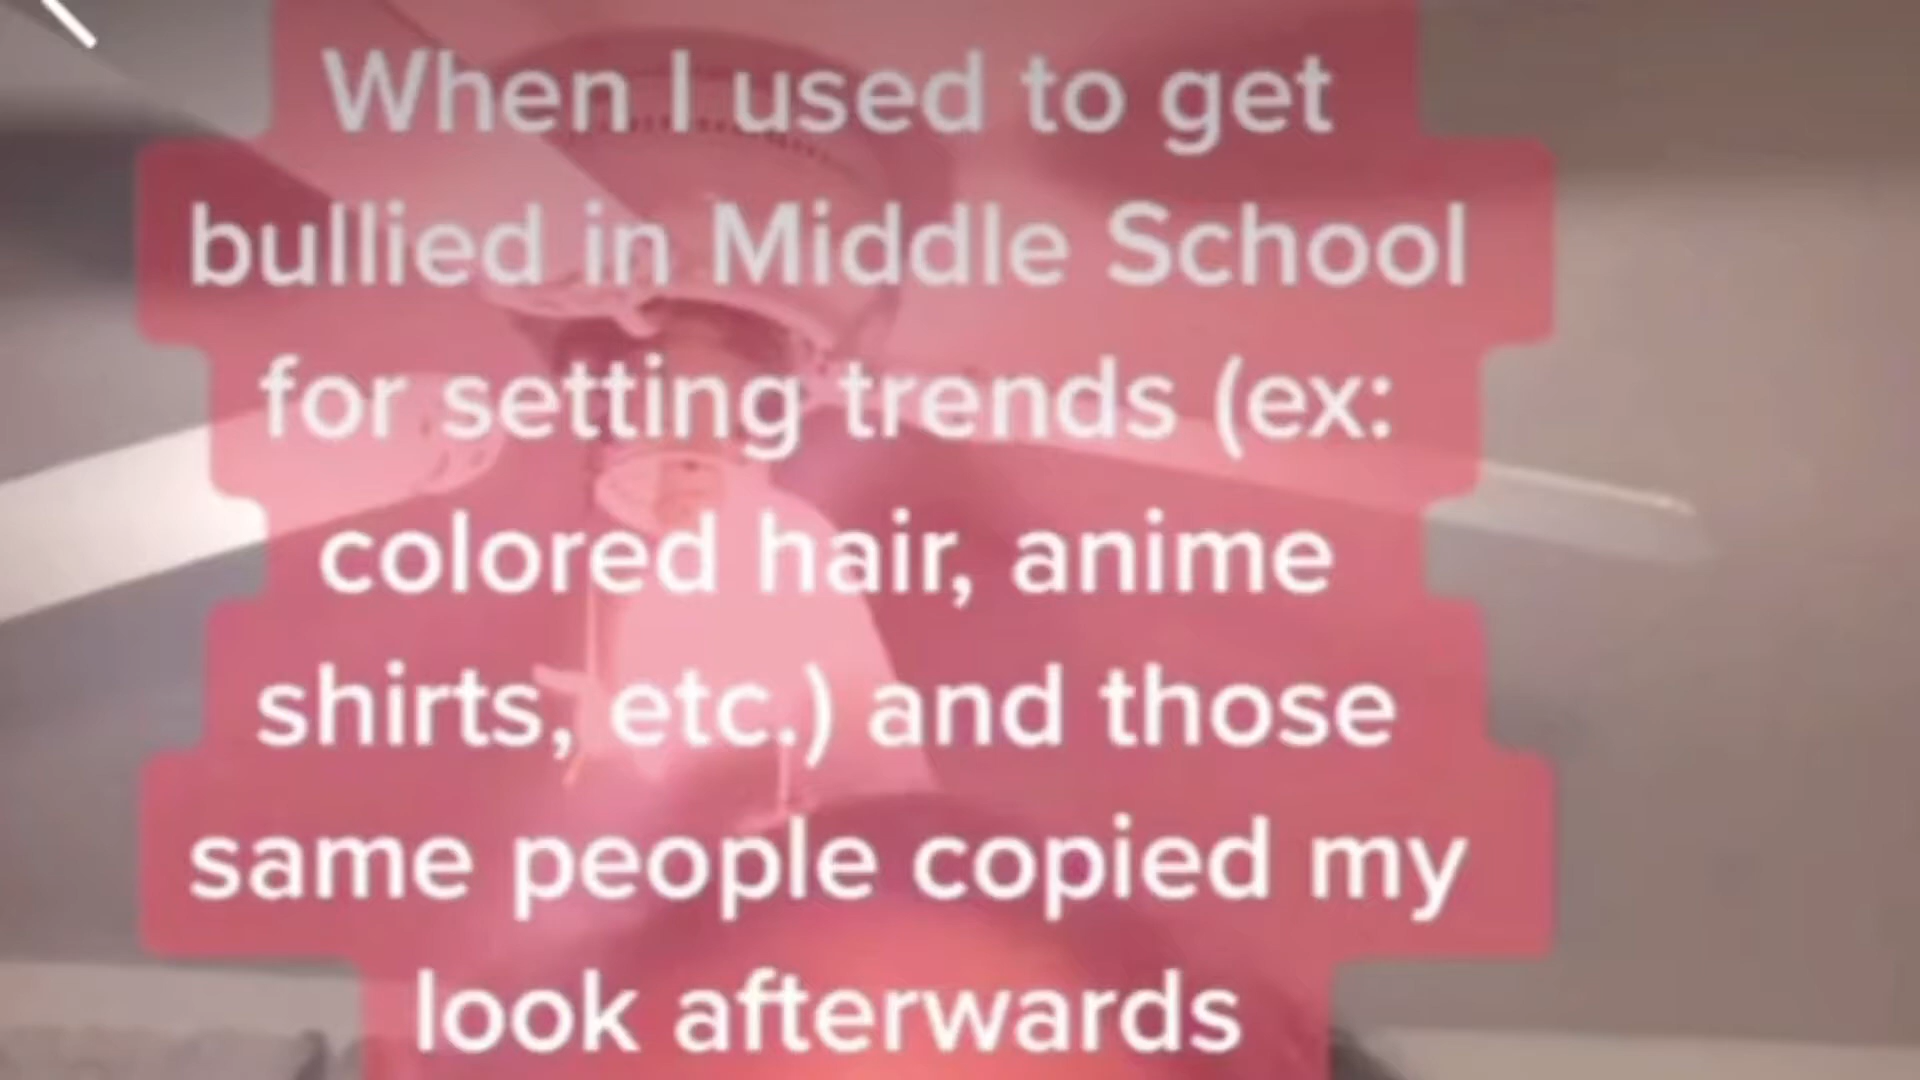 When I used to get
bullied in Middle School
for setting trends (ex:
colored hair, anime
shirts, etc.) and those
same people copied my
look afterwards